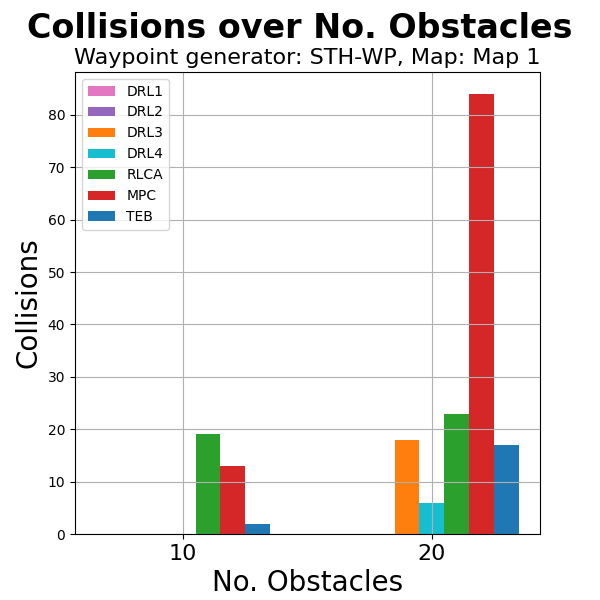 Collisions over No. Obstacles
Waypoint generator: STH-WP, Map: Map 1
DRL1
DRL2
DRL3
DRL4
RLCA
MPC
TEB
80
70
60
50
40
30
20
10
0
Collisions
10 20
No. Obstacles